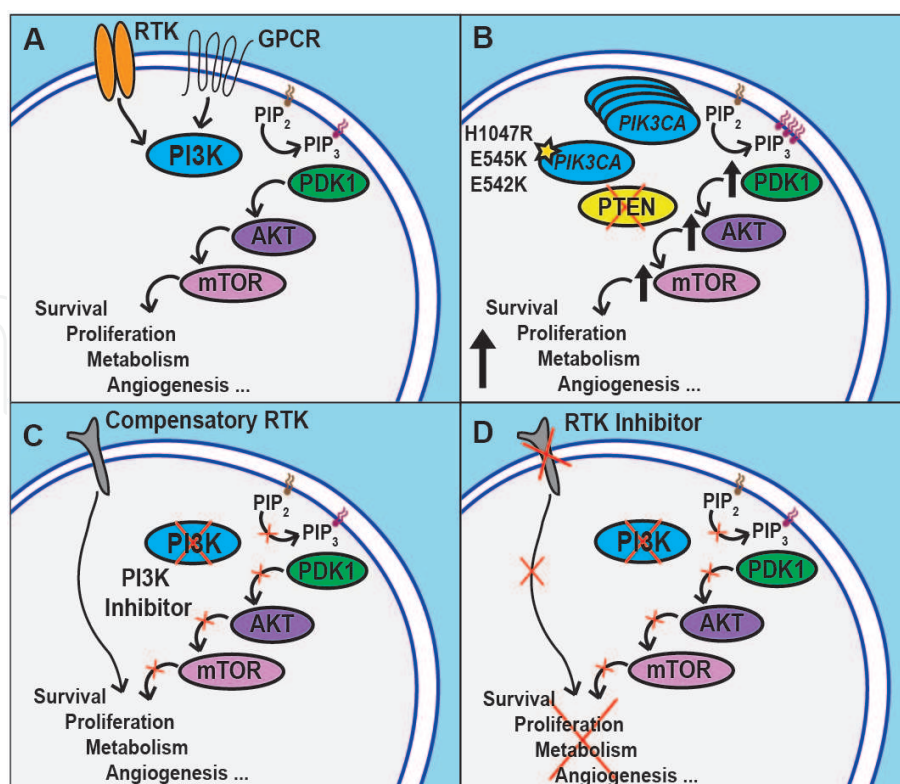 A
RTK
GPCR
PIP2
PIP3
PI3K
PDK1
AKT
mTOR
Survival
Proliferation
Metabolism
Angiogenesis ...
B
PIK3CA
PIP2
PIP3
H1047R
E545K
E542K
PIK3CA
PDK1
PTEN
AKT
mTOR
Survival
Proliferation
Metabolism
Angiogenesis ...
C
Compensatory RTK
PIP2
PIP3
PI3K
PI3K
Inhibitor
PDK1
AKT
mTOR
Survival
Proliferation
Metabolism
Angiogenesis ...
D
RTK Inhibitor
PIP2
PIP3
PI3K
PDK1
AKT
mTOR
Survival
Proliferation
Metabolism
Angiogenesis ...